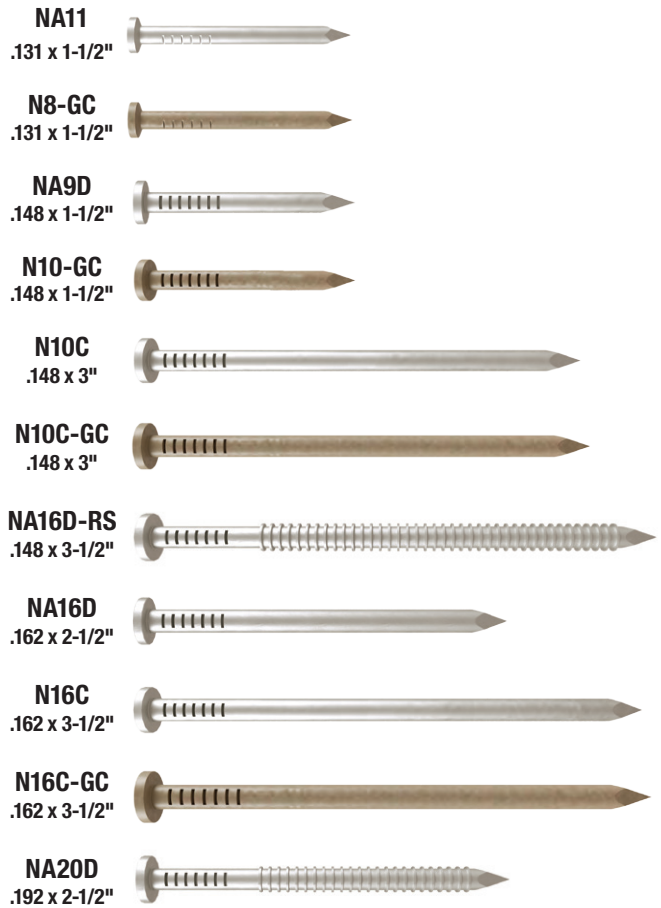 NA11
.131 x 1-1/2"
N8-GC
.131 x 1-1/2"
NA9D
.148 x 1-1/2"
N10-GC
.148 x 1-1/2"
N10C
.148 x 3"
N10C-GC
.148 x 3"
NA16D-RS
.148 x 3-1/2"
NA16D
.162 x 2-1/2"
N16C
.162 x 3-1/2"
N16C-GC
.162 x 3-1/2"
NA20D
.192 x 2-1/2"